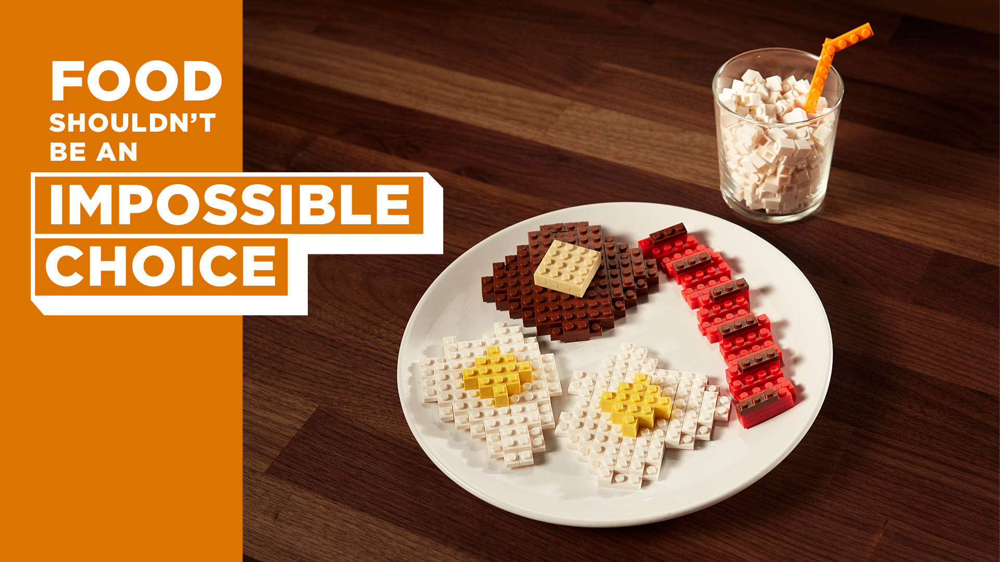 FOOD
SHOULDN'T
BE AN
IMPOSSIBLE
CHOICE